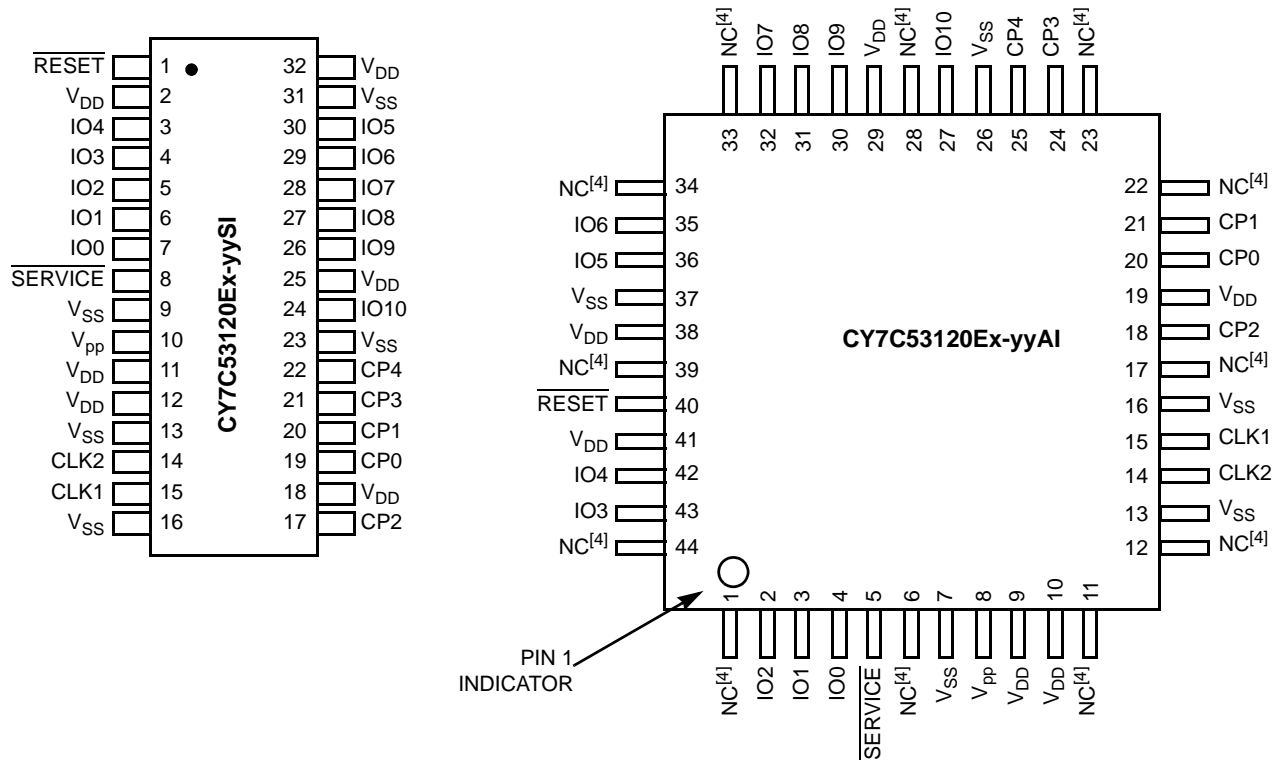 RESET 1 32 VDD
VDD 2 31 VSS
IO4 3 30 IO5
IO3 4 29 IO6
IO2 5 28 IO7
IO1 6 27 IO8
IO0 7 26 IO9
SERVICE 8 25 VDD
VSS 9 24 IO10
Vpp 10 23 VSS
VDD 11 22 CP4
VDD 12 21 CP3
VSS 13 20 CP1
CLK2 14 19 CP0
CLK1 15 18 VDD
VSS 16 17 CP2
CY7C53120Ex-yySI
NC[4] IO7 IO8 IO9 VDD NC[4] IO10 VSS CP4 CP3 NC[4]
33 32 31 30 29 28 27 26 25 24 23
NC[4] 34 22 NC[4]
IO6 35 21 CP1
IO5 36 20 CP0
VSS 37 19 VDD
VDD 38 18 CP2
CY7C53120Ex-yyAI
NC[4] 39 17 NC[4]
RESET 40 16 VSS
VDD 41 15 CLK1
IO4 42 14 CLK2
IO3 43 13 VSS
NC[4] 44 12 NC[4]
1 2 3 4 5 6 7 8 9 10 11
NC[4] IO2 IO1 IO0 SERVICE NC[4] VSS Vpp VDD VDD NC[4]
PIN 1
INDICATOR